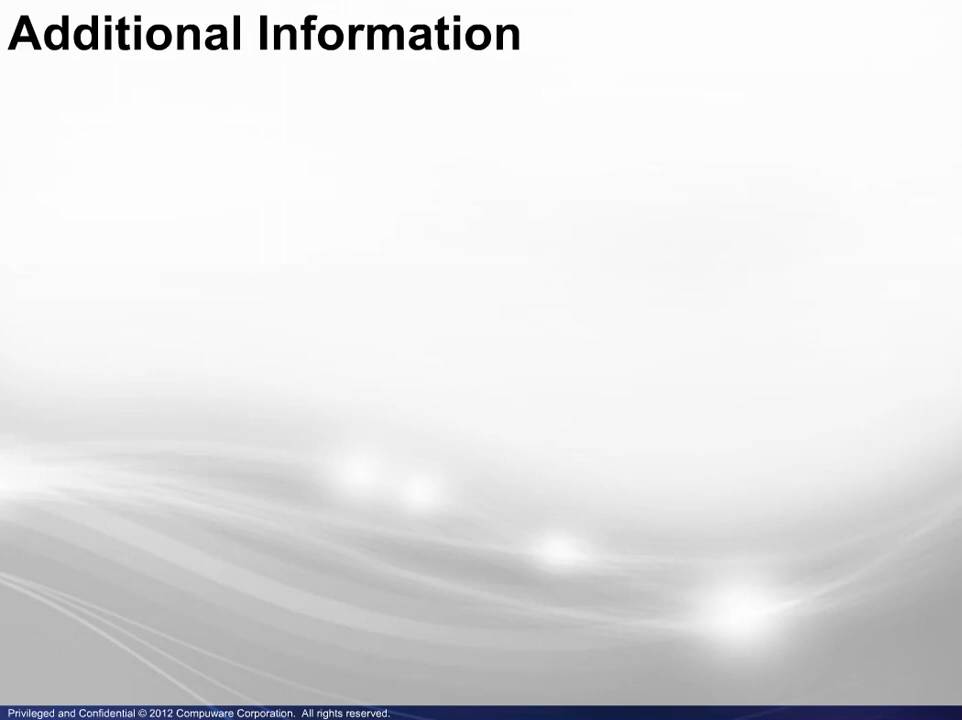 Additional Information
Privileged and Confidential © 2012 Compuware Corporation. All rights reserved.